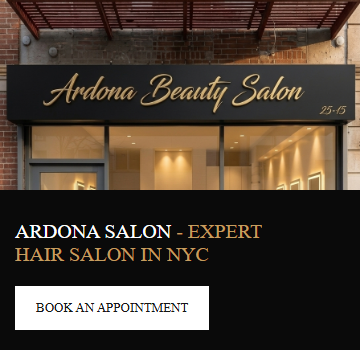 Ardona Beauty Salon
25-15
ARDONA SALON - EXPERT
HAIR SALON IN NYC
BOOK AN APPOINTMENT